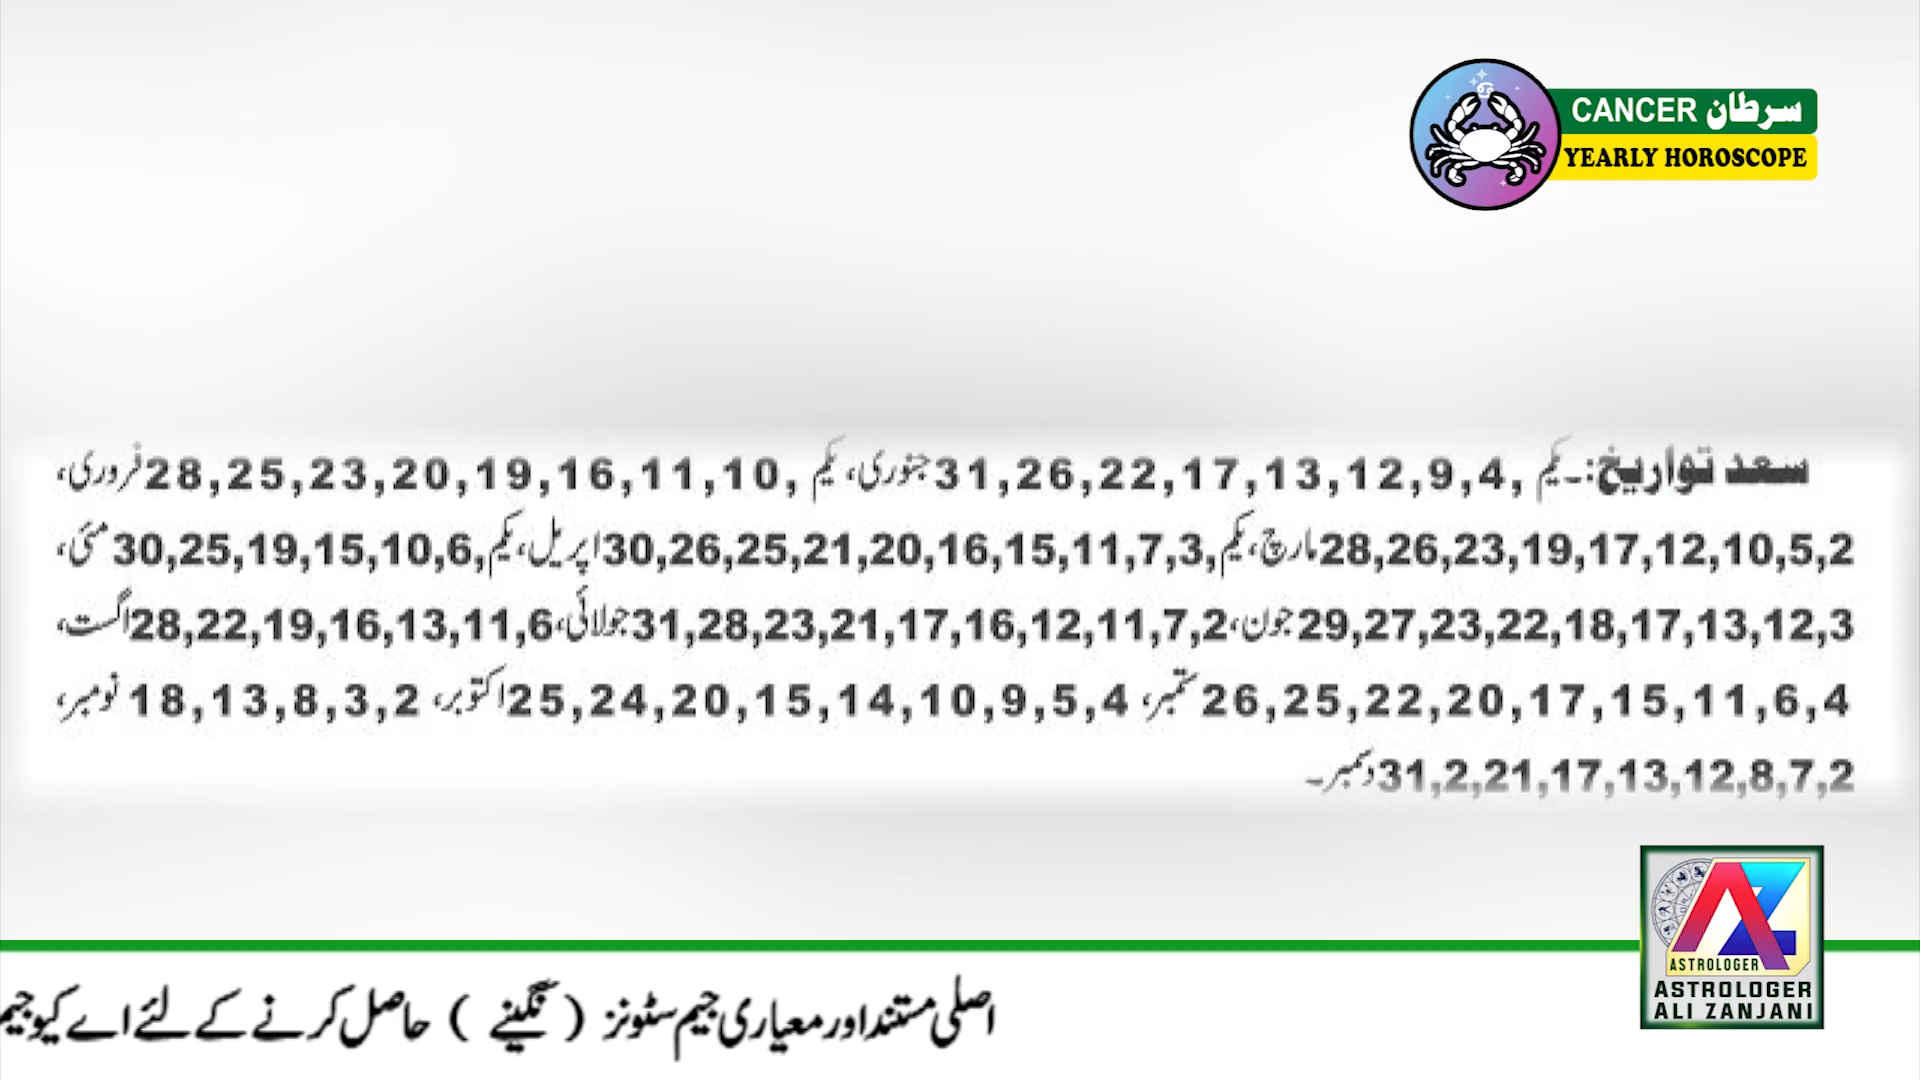 CANCER سرطان
YEARLY HOROSCOPE
سعد تواریخ:۔ یکم ,4,9,12,13,17,22,26,31جنوری، یکم ,10,11,16,19,20,23,25,28فروری،
2,5,10,12,17,19,23,26,28مارچ، یکم,3,7,11,15,16,20,21,25,26,30اپریل، یکم,6,10,15,19,25,30 مئی،
3,12,13,17,18,22,23,27,29جون،2,7,11,12,16,17,21,23,28,31جولائی،6,11,13,16,19,22,28اگست،
4,6,11,15,17,20,22,25,26ستمبر، 4,5,9,10,14,15,20,24,25اکتوبر، 2,3,8,13,18 نومبر،
2,7,8,12,13,17,21,2,31دسمبر۔
ASTROLOGER
ASTROLOGER
ALI ZANJANI
اصلی مستند اور معیاری جیم سٹونز ( نگینے ) حاصل کرنے کے لئے اے کیو جیم